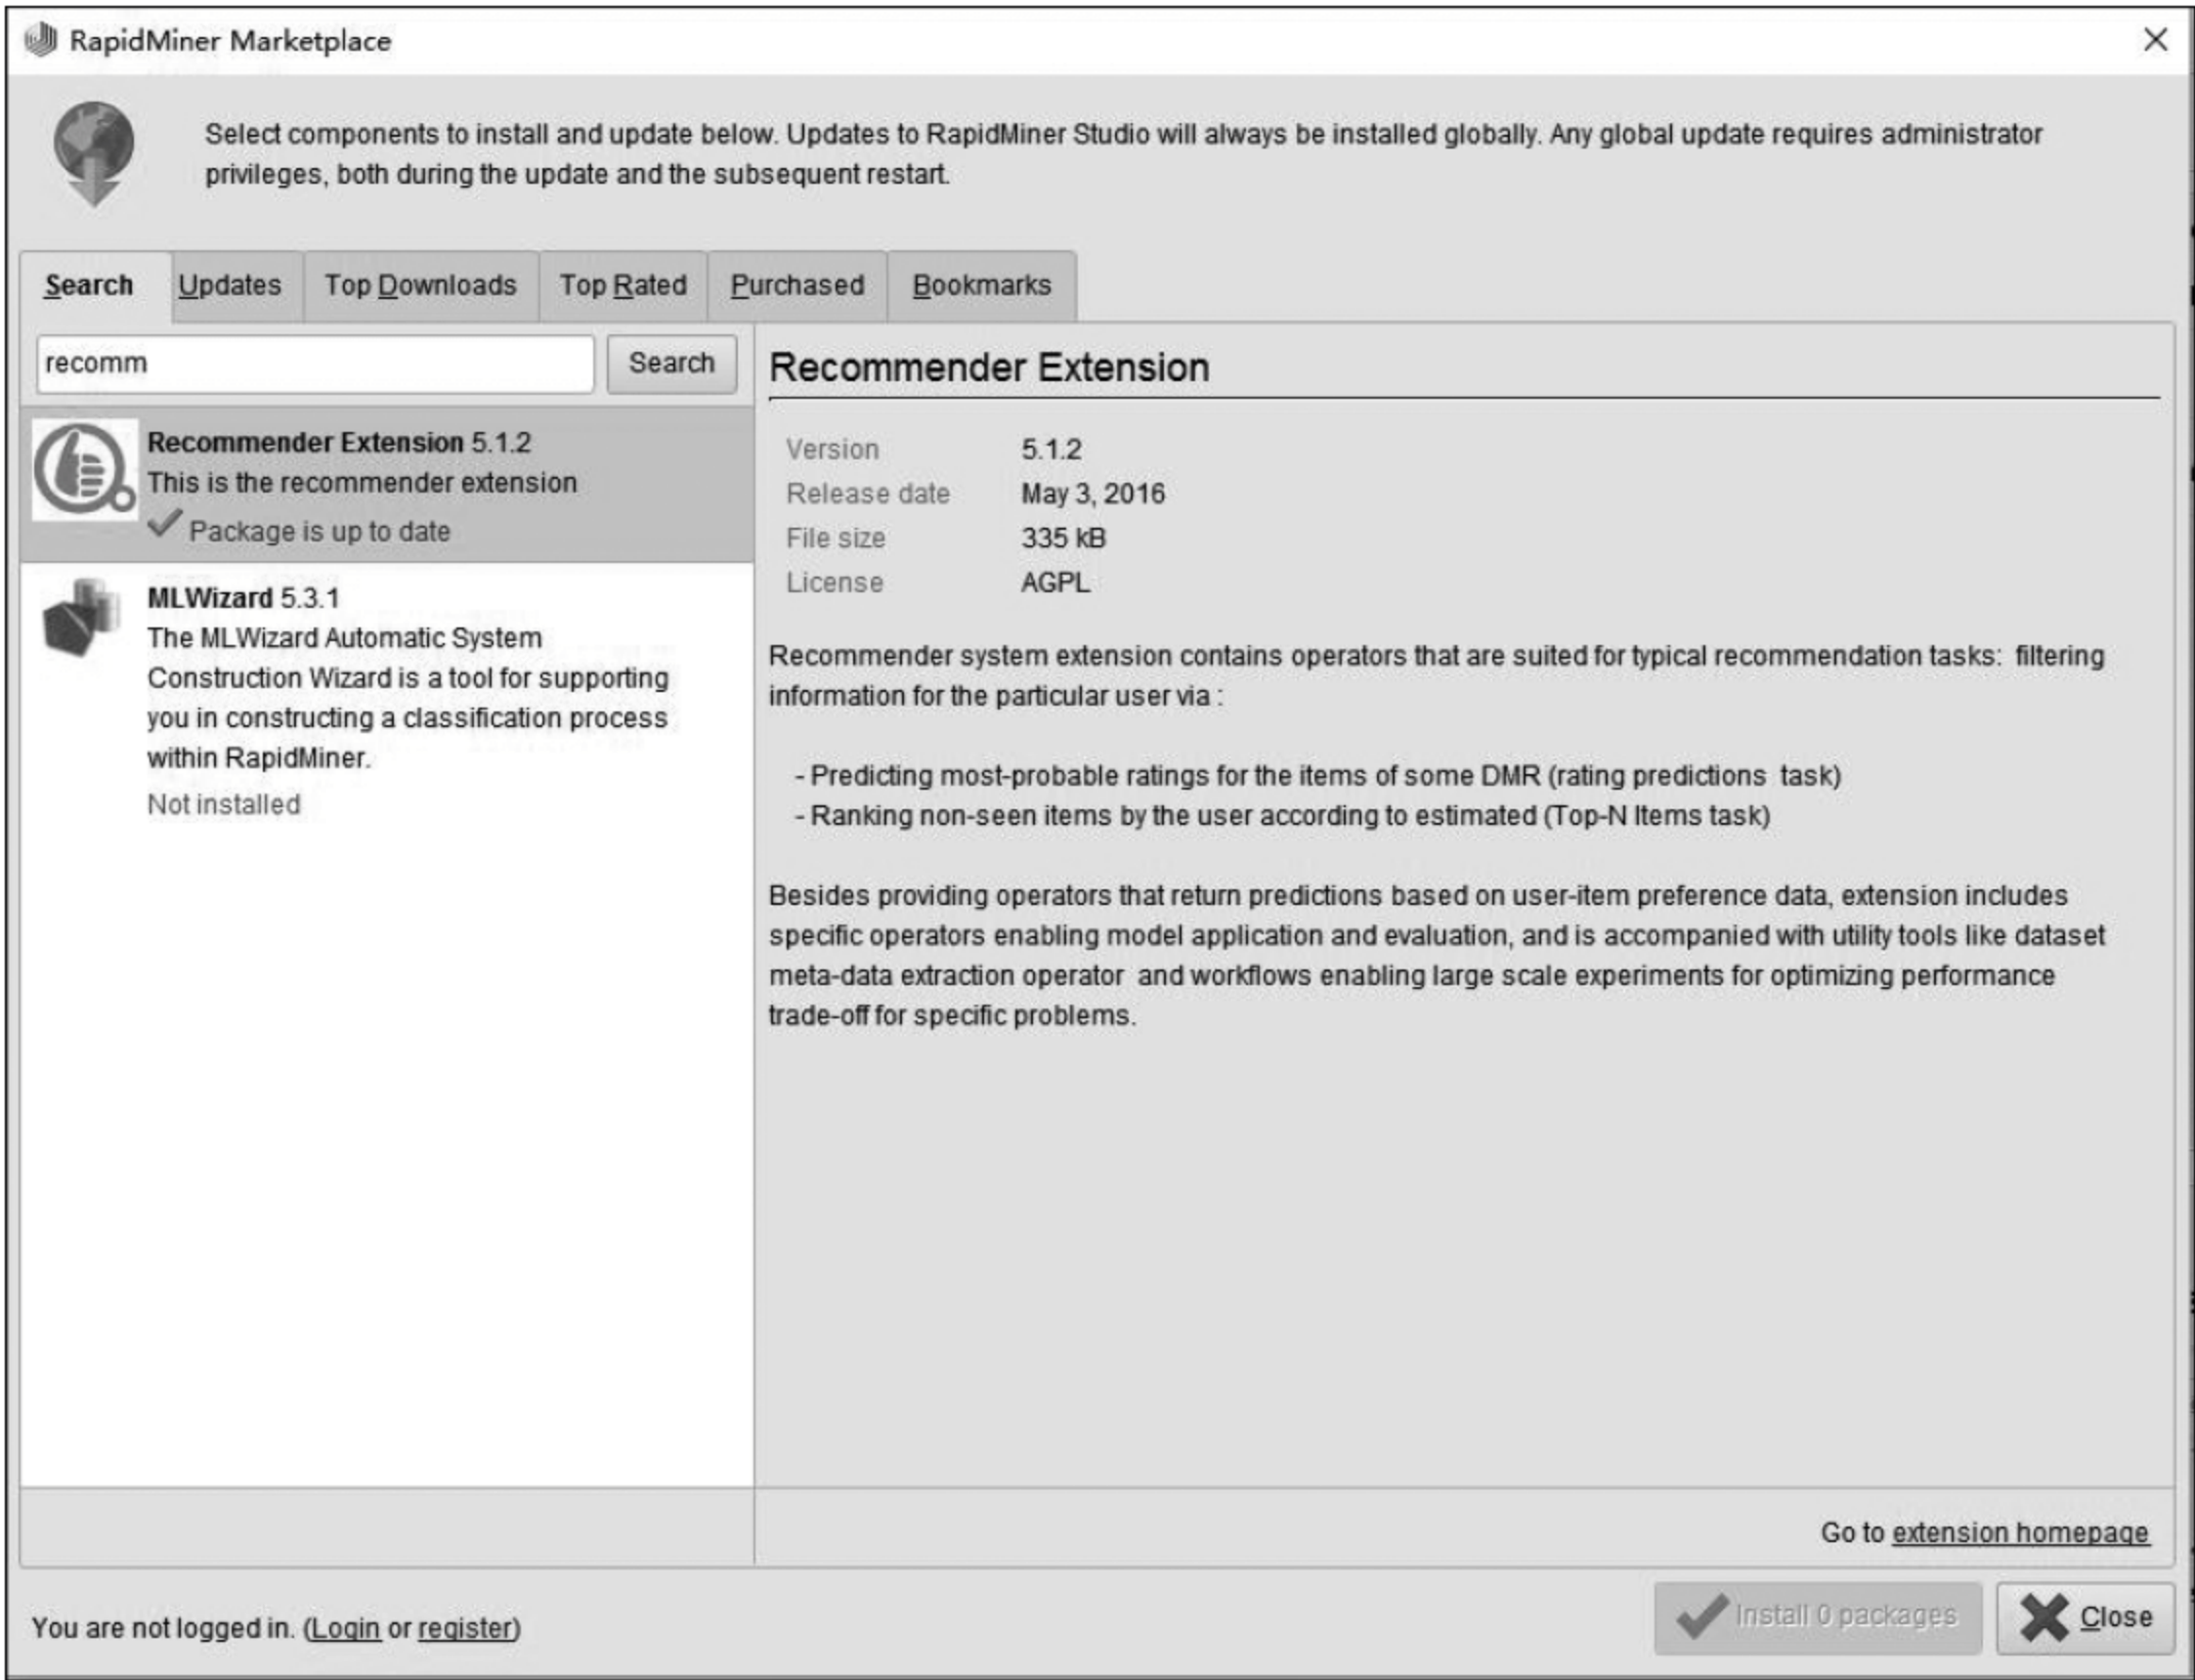 RapidMiner Marketplace
Select components to install and update below. Updates to RapidMiner Studio will always be installed globally. Any global update requires administrator
privileges, both during the update and the subsequent restart.
Search Updates Top Downloads Top Rated Purchased Bookmarks
recomm Search
Recommender Extension 5.1.2
This is the recommender extension
Package is up to date
MLWizard 5.3.1
The MLWizard Automatic System
Construction Wizard is a tool for supporting
you in constructing a classification process
within RapidMiner.
Not installed
Recommender Extension
Version 5.1.2
Release date May 3, 2016
File size 335 kB
License AGPL
Recommender system extension contains operators that are suited for typical recommendation tasks: filtering
information for the particular user via :
- Predicting most-probable ratings for the items of some DMR (rating predictions task)
- Ranking non-seen items by the user according to estimated (Top-N Items task)
Besides providing operators that return predictions based on user-item preference data, extension includes
specific operators enabling model application and evaluation, and is accompanied with utility tools like dataset
meta-data extraction operator and workflows enabling large scale experiments for optimizing performance
trade-off for specific problems.
Go to extension homepage
You are not logged in. (Login or register)
Install 0 packages
Close